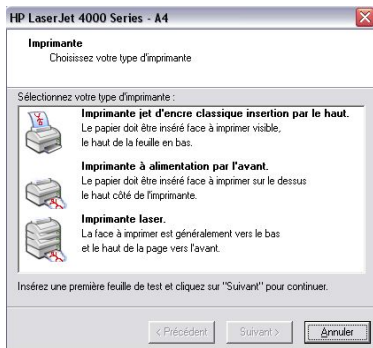 HP LaserJet 4000 Series - A4
Imprimante
Choisissez votre type d'imprimante
Sélectionnez votre type d'imprimante :
Imprimante jet d'encre classique insertion par le haut.
Le papier doit être inséré face à imprimer visible,
le haut de la feuille en bas.
Imprimante à alimentation par l'avant.
Le papier doit être inséré face à imprimer sur le dessus
le haut côté de l'imprimante.
Imprimante laser.
La face à imprimer est généralement vers le bas
et le haut de la page vers l'avant.
Insérez une première feuille de test et cliquez sur "Suivant" pour continuer.
< Précédent Suivant > Annuler